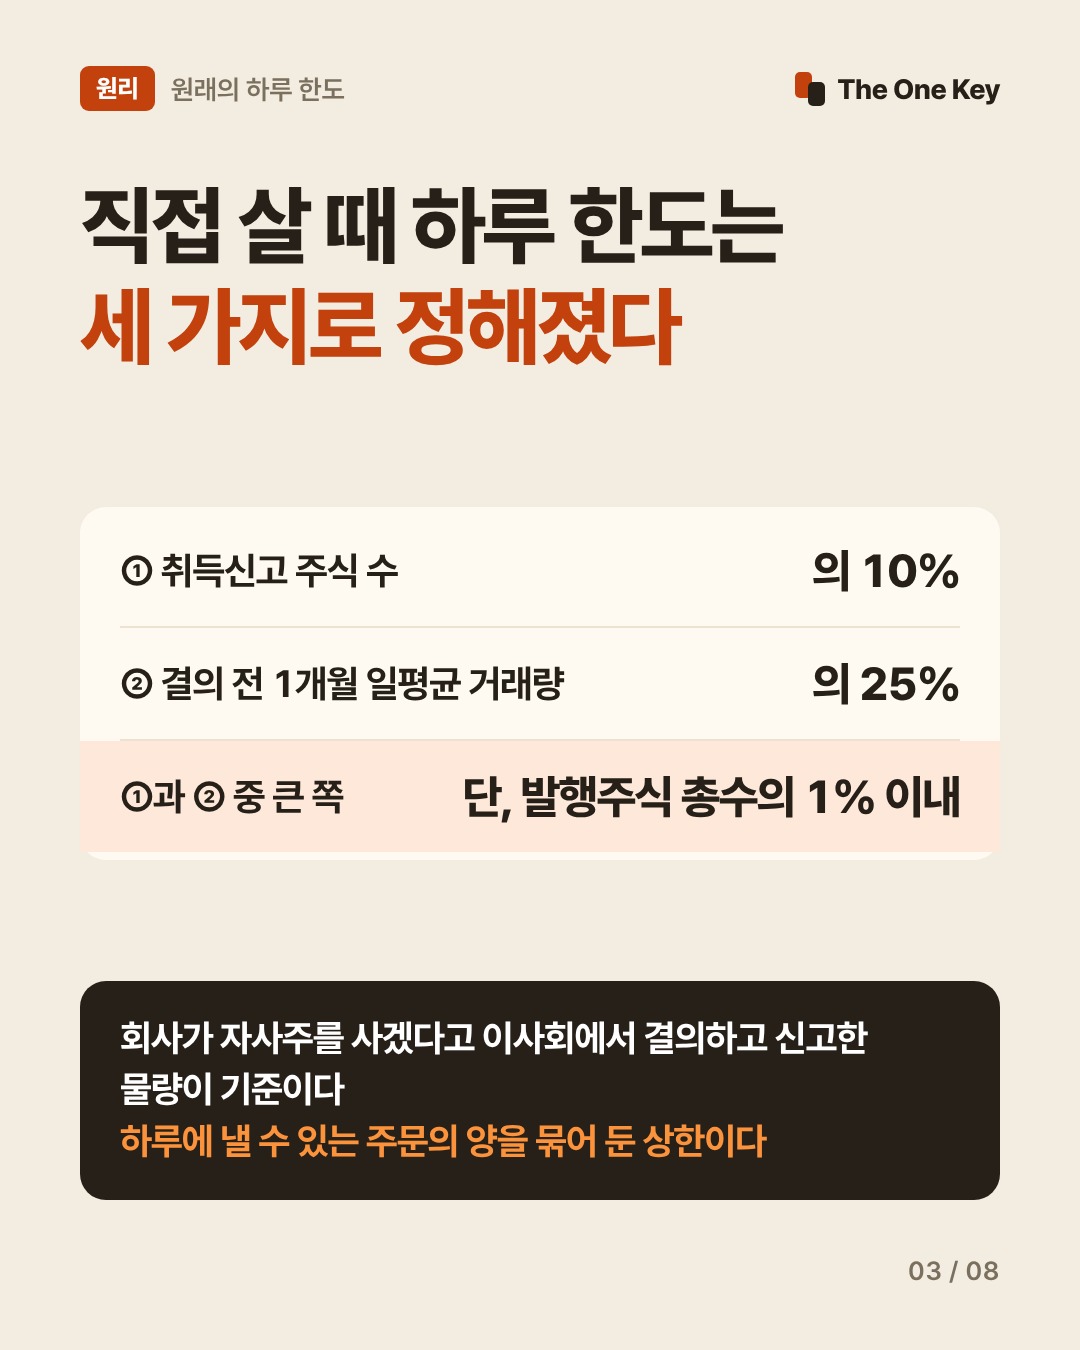 원리 원래의 하루 한도
The One Key
직접 살 때 하루 한도는
세 가지로 정해졌다
① 취득신고 주식 수 의 10%
② 결의 전 1개월 일평균 거래량 의 25%
①과 ② 중 큰 쪽 단, 발행주식 총수의 1% 이내
회사가 자사주를 사겠다고 이사회에서 결의하고 신고한
물량이 기준이다
하루에 낼 수 있는 주문의 양을 묶어 둔 상한이다
03 / 08